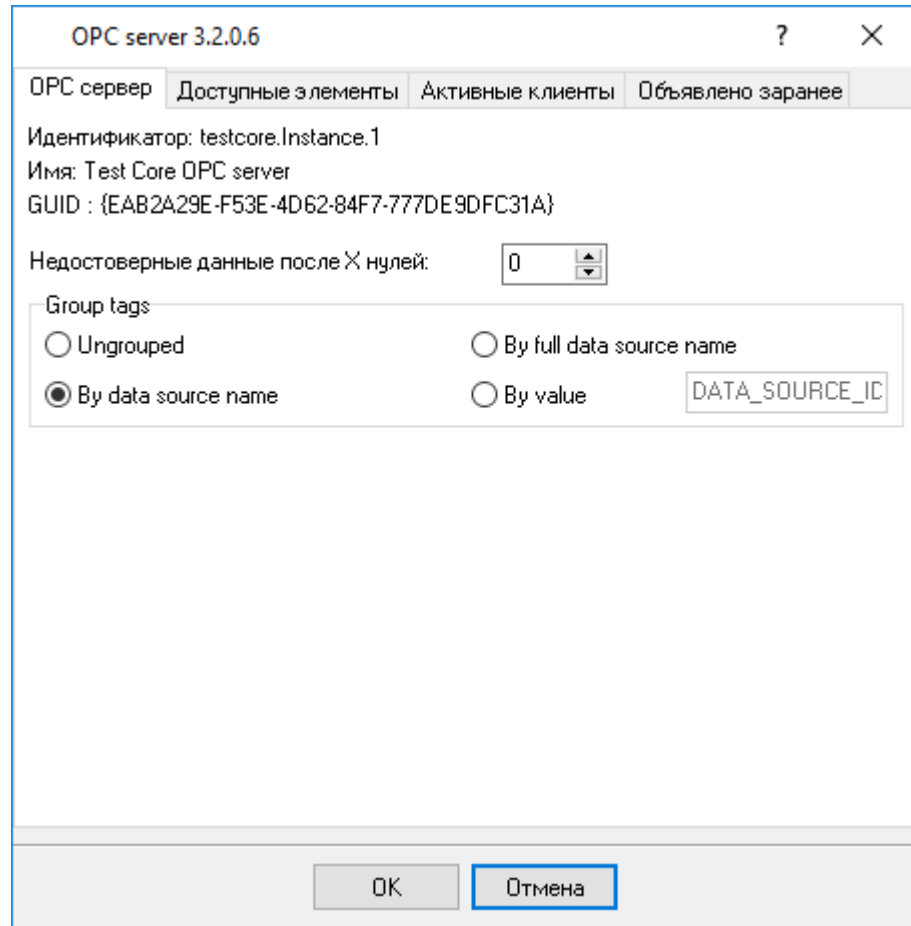 OPC server 3.2.0.6
OPC сервер Доступные элементы Активные клиенты Объявлено заранее
Идентификатор: testcore.Instance.1
Имя: Test Core OPC server
GUID : {EAB2A29E-F53E-4D62-84F7-777DE9DFC31A}
Недостоверные данные после X нулей: 0
Group tags
Ungrouped By full data source name
By data source name By value DATA_SOURCE_ID
OK Отмена